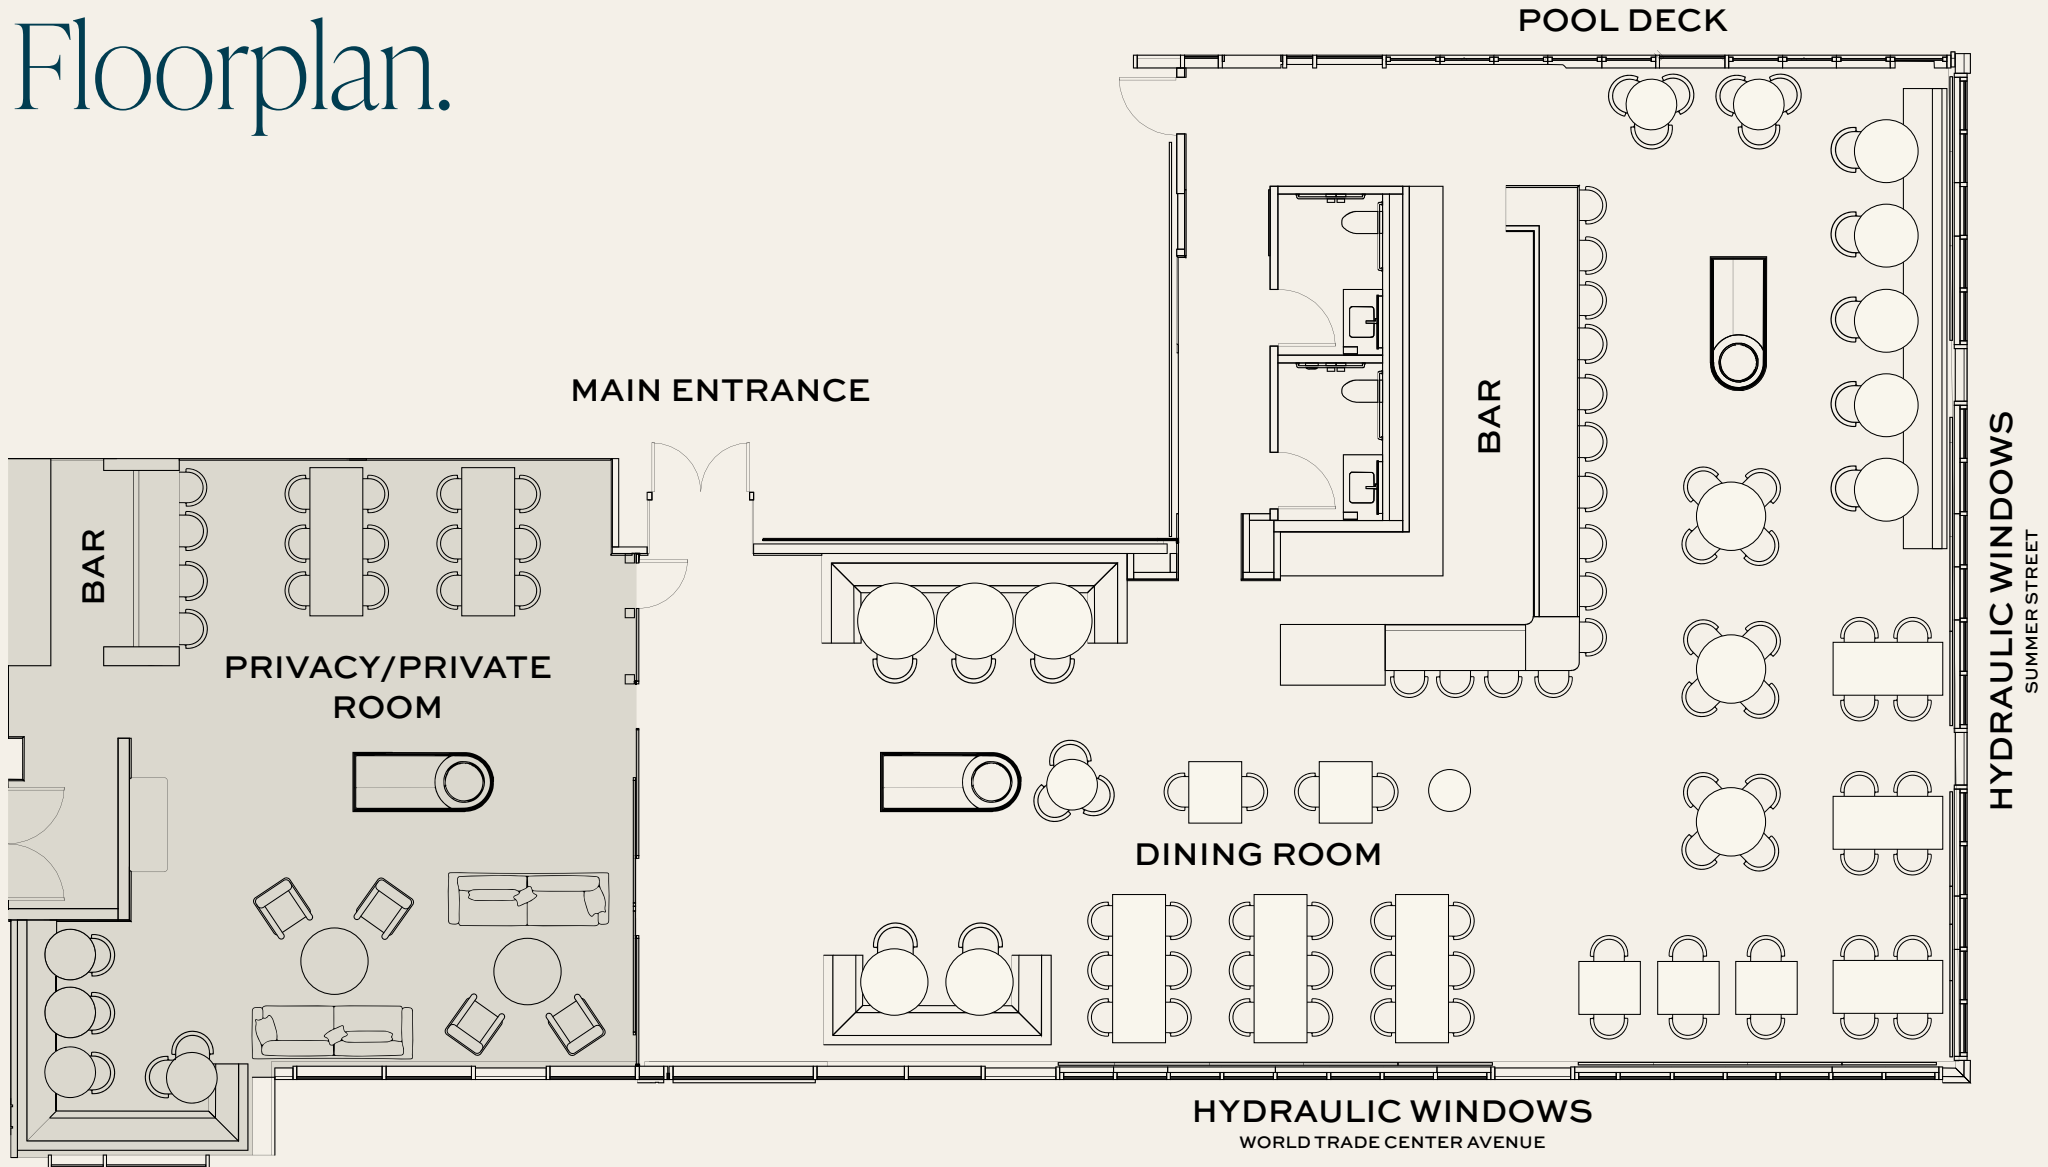 Floorplan.
POOL DECK
MAIN ENTRANCE
BAR
BAR
PRIVACY/PRIVATE
ROOM
DINING ROOM
HYDRAULIC WINDOWS
SUMMER STREET
HYDRAULIC WINDOWS
WORLD TRADE CENTER AVENUE